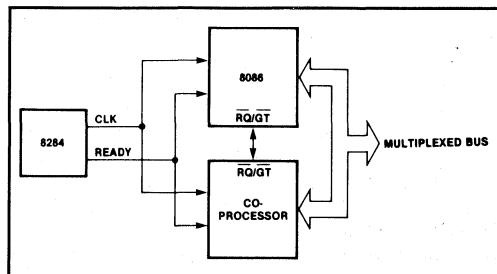 8086
RQ/GT
8284
CLK
READY
MULTIPLEXED BUS
RQ/GT
CO-
PROCESSOR